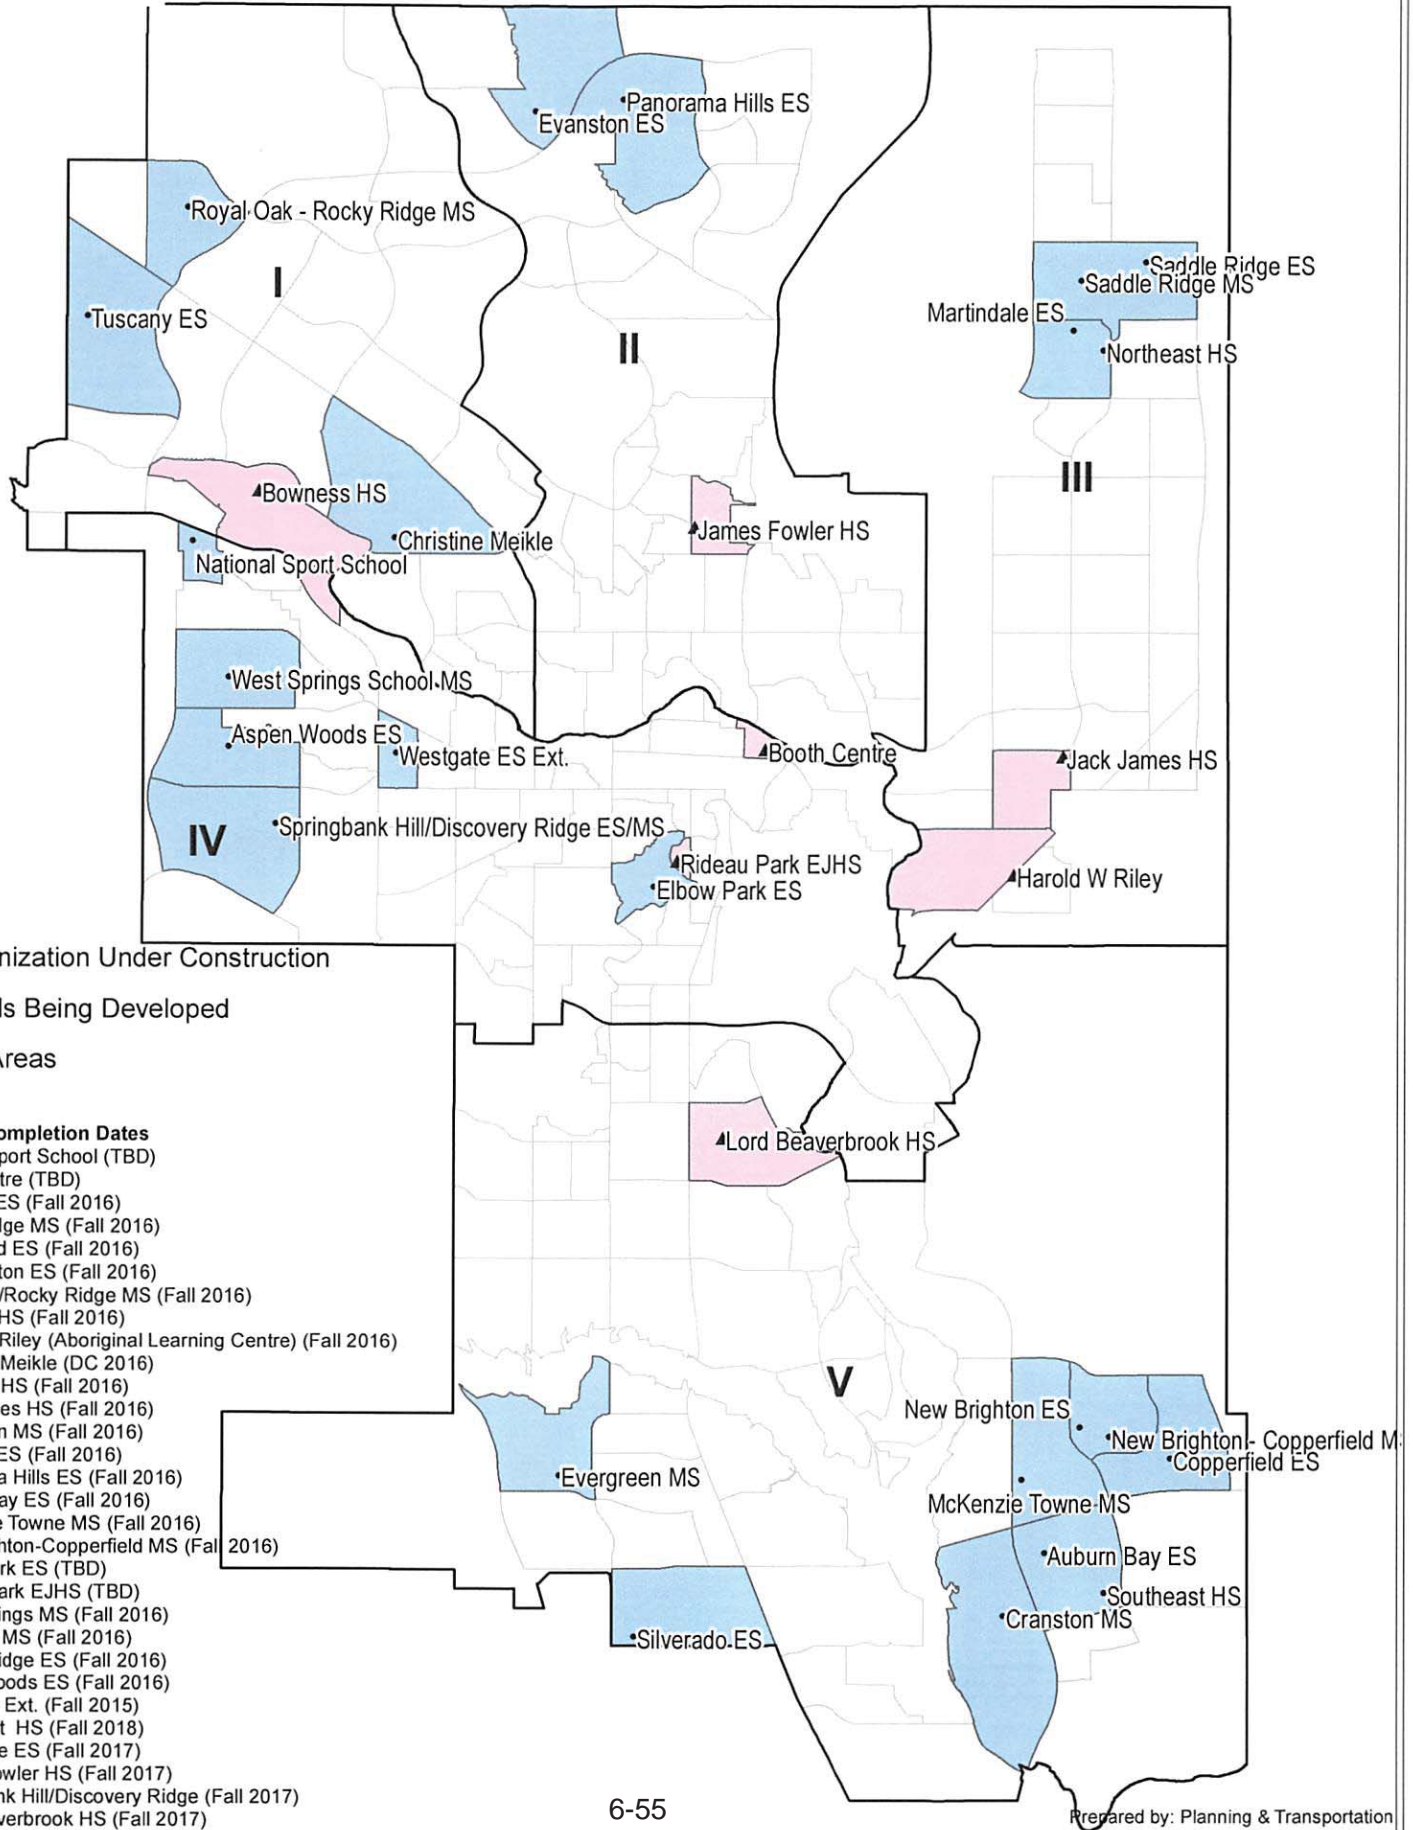 Panorama Hills ES
Evanston ES
Royal Oak - Rocky Ridge MS
Saddle Ridge ES
Saddle Ridge MS
I
Tuscany ES
Martindale ES
II
Northeast HS
III
Bowness HS
James Fowler HS
Christine Meikle
National Sport School
West Springs School MS
Aspen Woods ES
Westgate ES Ext.
Booth Centre
Jack James HS
Springbank Hill/Discovery Ridge ES/MS
IV
Rideau Park EJHS
Elbow Park ES
Harold W Riley
nization Under Construction
ls Being Developed
Areas
Lord Beaverbrook HS
ompletion Dates
port School (TBD)
tre (TBD)
ES (Fall 2016)
lge MS (Fall 2016)
d ES (Fall 2016)
ton ES (Fall 2016)
/Rocky Ridge MS (Fall 2016)
HS (Fall 2016)
Riley (Aboriginal Learning Centre) (Fall 2016)
Meikle (DC 2016)
HS (Fall 2016)
es HS (Fall 2016)
n MS (Fall 2016)
ES (Fall 2016)
a Hills ES (Fall 2016)
ay ES (Fall 2016)
e Towne MS (Fall 2016)
hton-Copperfield MS (Fall 2016)
rk ES (TBD)
ark EJHS (TBD)
ings MS (Fall 2016)
MS (Fall 2016)
idge ES (Fall 2016)
oods ES (Fall 2016)
Ext. (Fall 2015)
t HS (Fall 2018)
e ES (Fall 2017)
owler HS (Fall 2017)
nk Hill/Discovery Ridge (Fall 2017)
verbrook HS (Fall 2017)
V
New Brighton ES
New Brighton - Copperfield M
Copperfield ES
Evergreen MS
McKenzie Towne MS
Auburn Bay ES
Southeast HS
Cranston MS
Silverado ES
6-55
Prepared by: Planning & Transportation